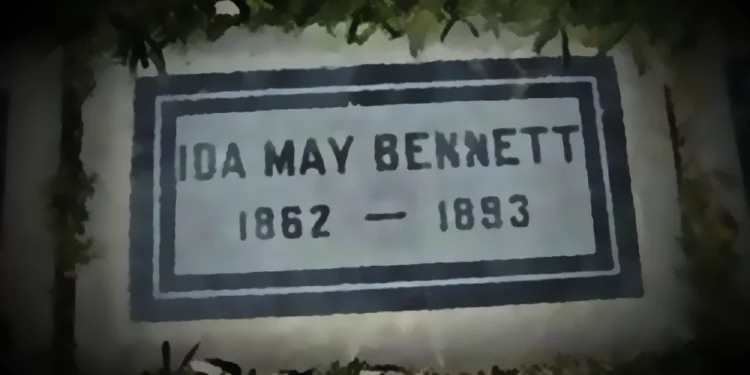 IDA MAY BENNETT
1862 — 1893